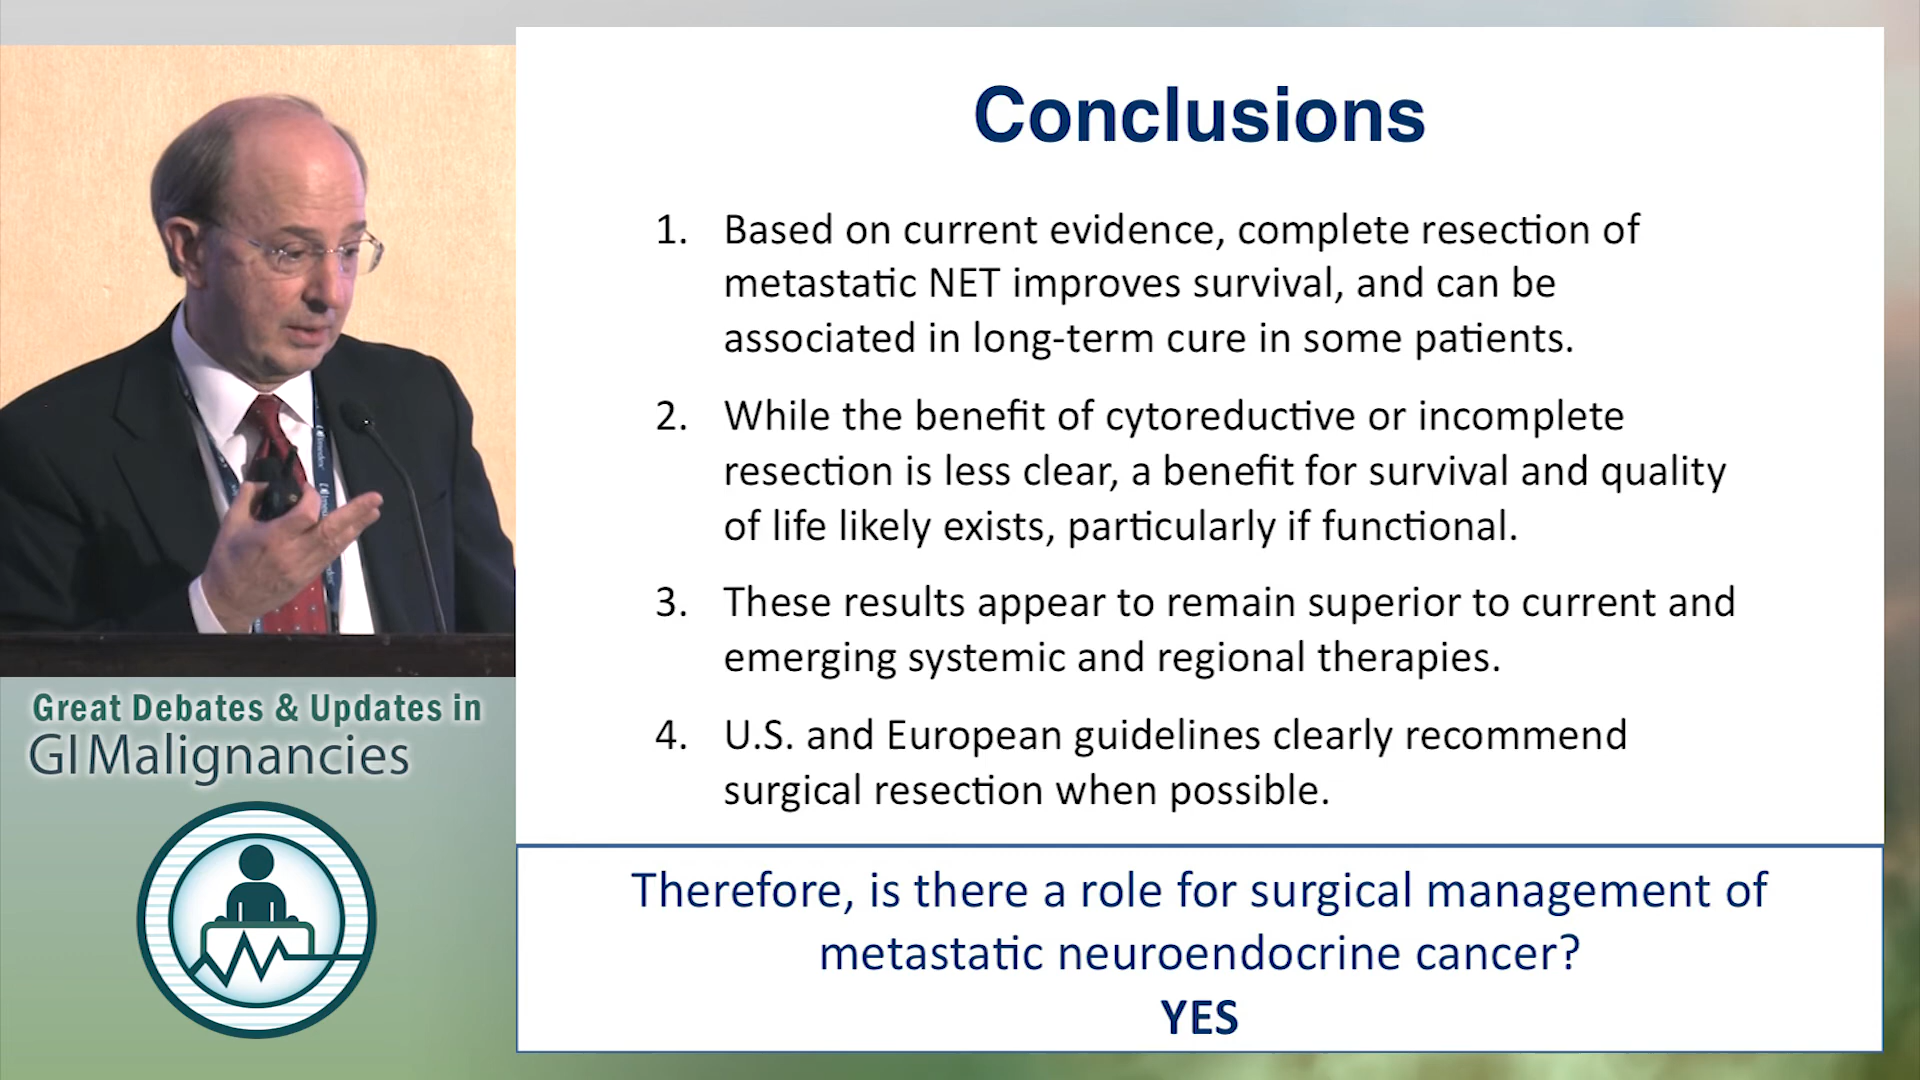 Conclusions
1. Based on current evidence, complete resection of
metastatic NET improves survival, and can be
associated in long-term cure in some patients.
2. While the benefit of cytoreductive or incomplete
resection is less clear, a benefit for survival and quality
of life likely exists, particularly if functional.
3. These results appear to remain superior to current and
emerging systemic and regional therapies.
4. U.S. and European guidelines clearly recommend
surgical resection when possible.
Therefore, is there a role for surgical management of
metastatic neuroendocrine cancer?
YES
Great Debates & Updates in
GI Malignancies